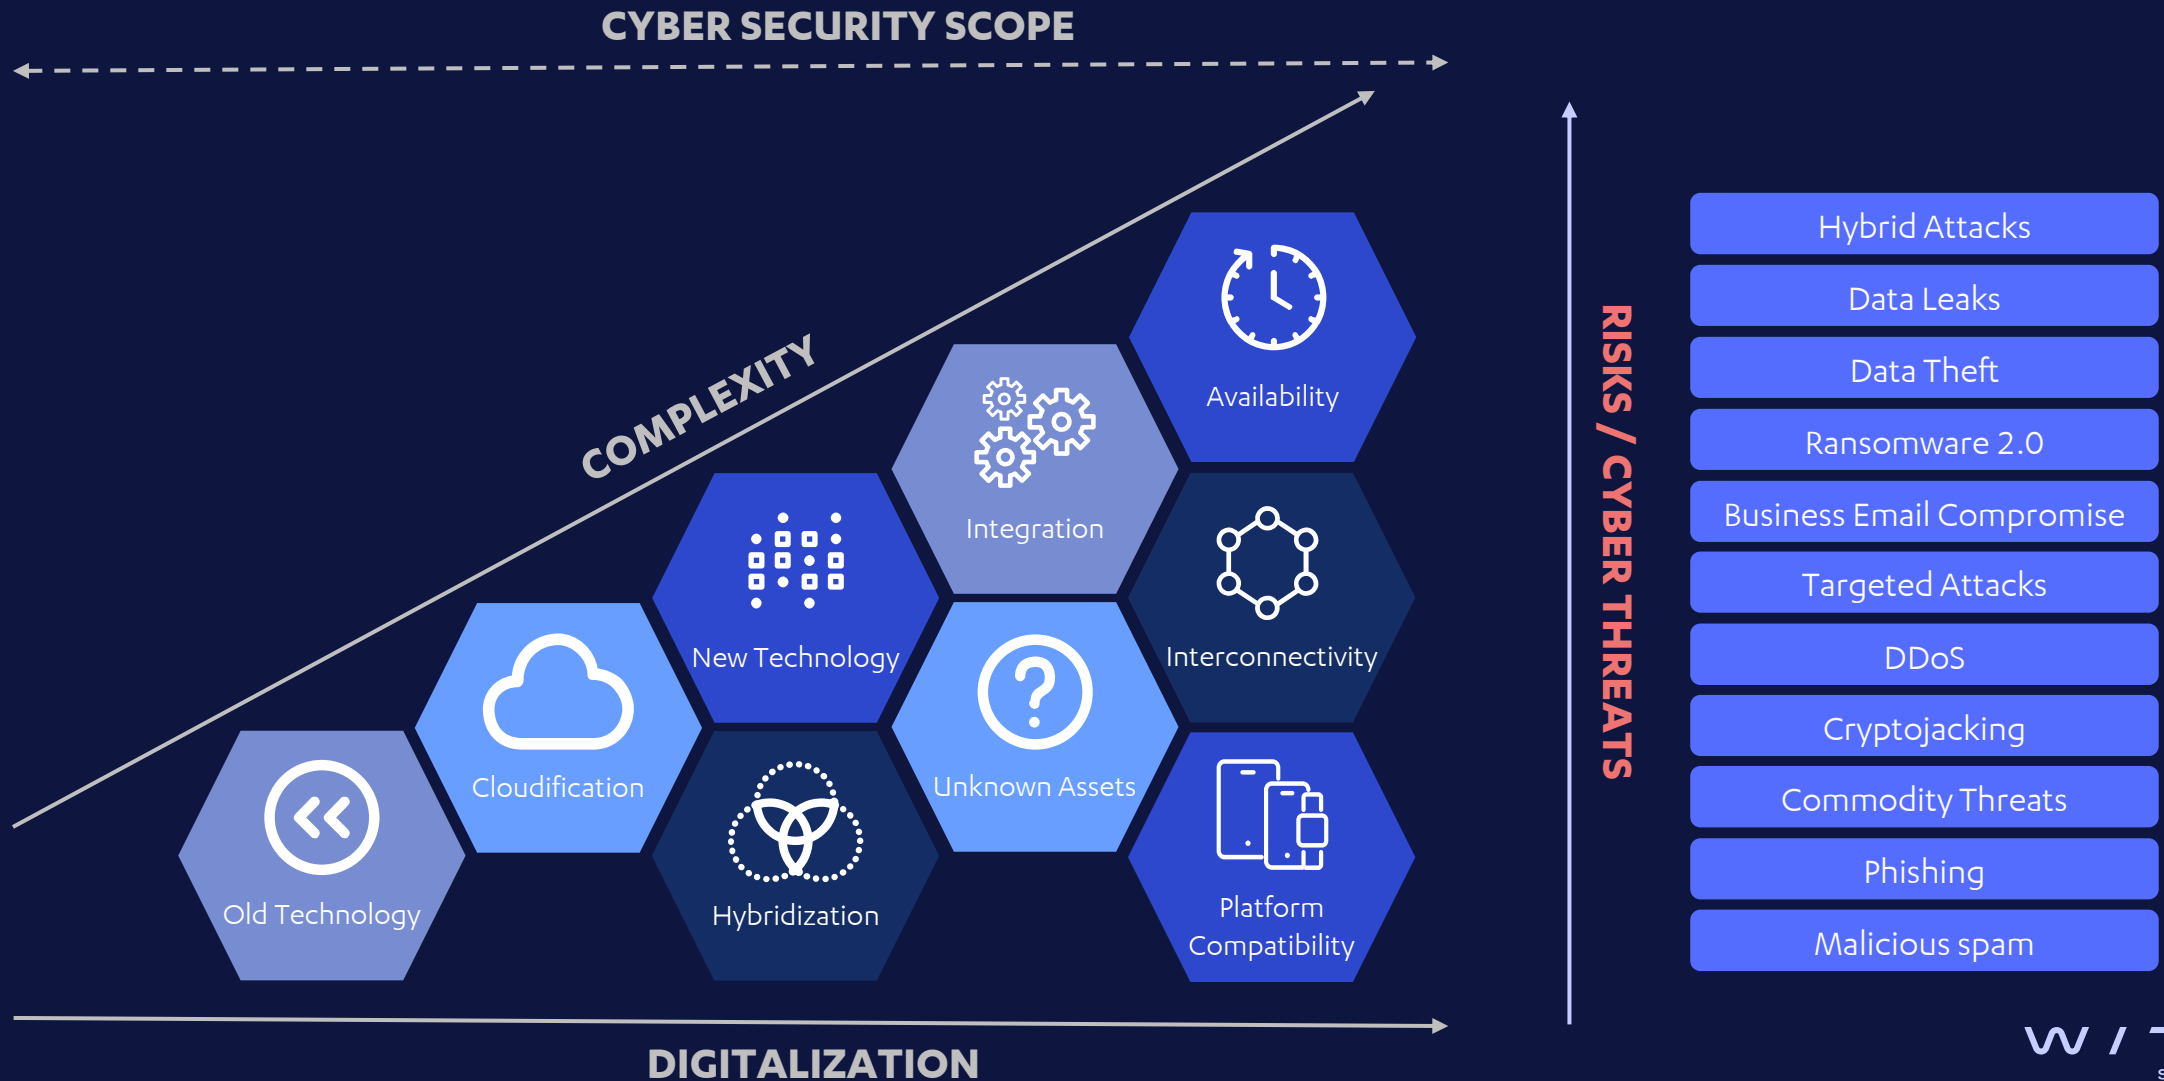 CYBER SECURITY SCOPE
COMPLEXITY
Availability
Integration
New Technology
Interconnectivity
Cloudification
Unknown Assets
Old Technology
Hybridization
Platform
Compatibility
DIGITALIZATION
RISKS / CYBER THREATS
Hybrid Attacks
Data Leaks
Data Theft
Ransomware 2.0
Business Email Compromise
Targeted Attacks
DDoS
Cryptojacking
Commodity Threats
Phishing
Malicious spam